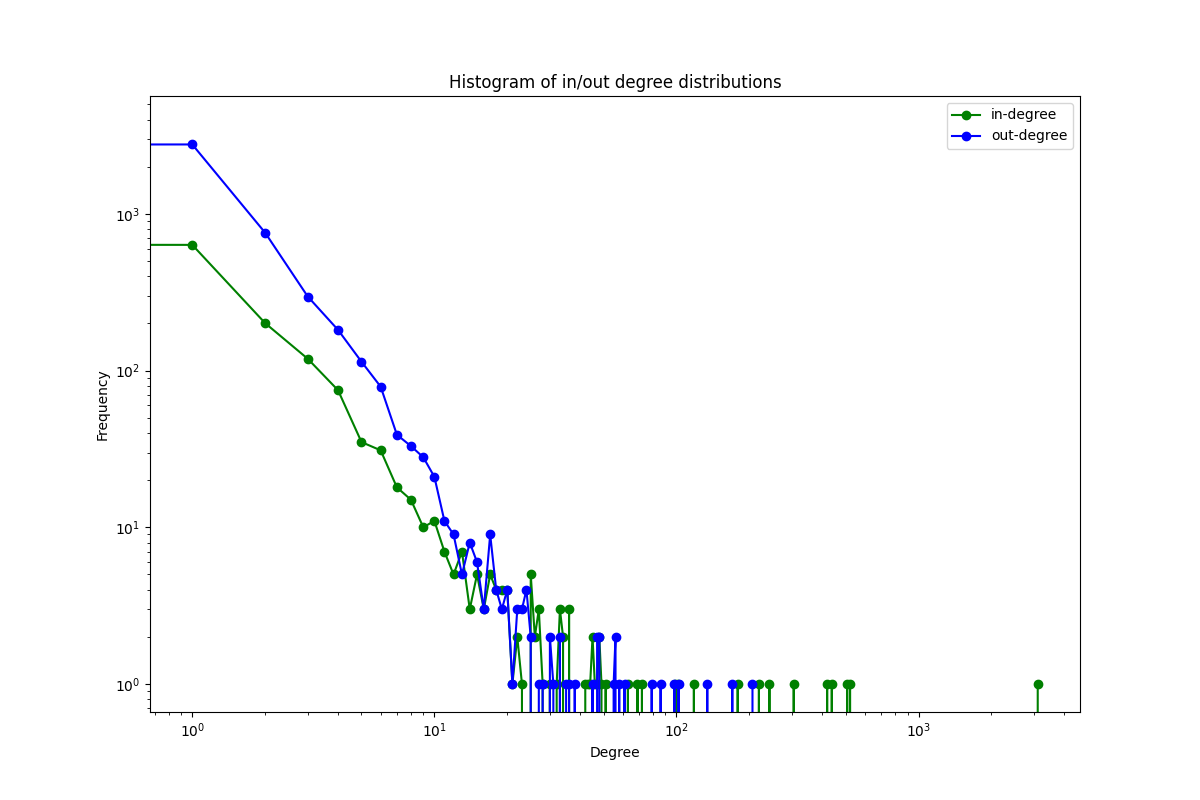 Histogram of in/out degree distributions
in-degree
out-degree
Frequency
10³
10²
10¹
10⁰
10⁰
10¹
10²
10³
Degree